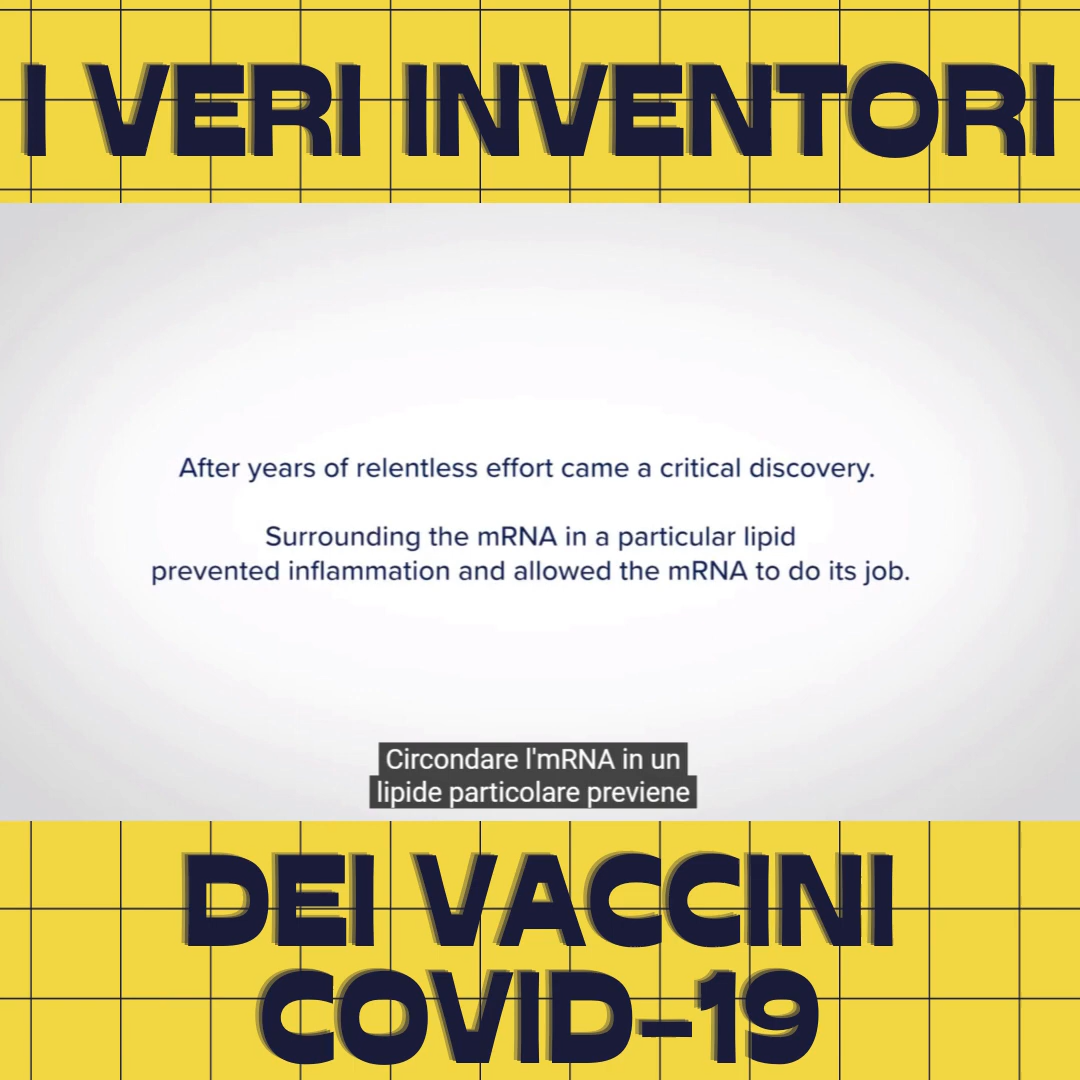 I VERI INVENTORI
After years of relentless effort came a critical discovery.
Surrounding the mRNA in a particular lipid
prevented inflammation and allowed the mRNA to do its job.
Circondare l'mRNA in un
lipide particolare previene
DEI VACCINI
COVID-19